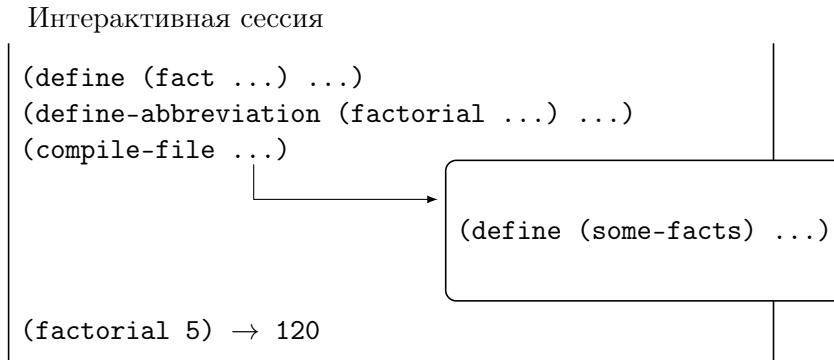 Интерактивная сессия
(define (fact ...) ...)
(define-abbreviation (factorial ...) ...)
(compile-file ...)
(define (some-facts) ...)
(factorial 5) → 120